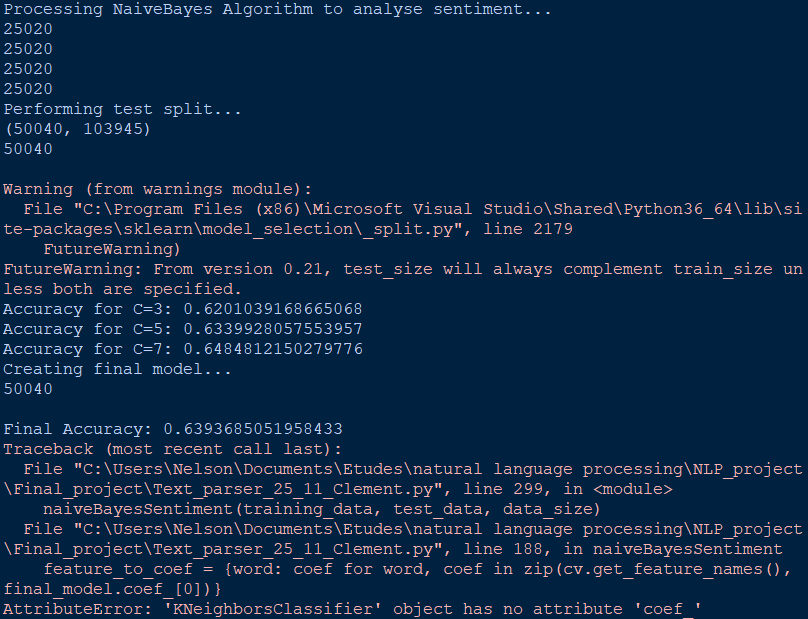 Processing NaiveBayes Algorithm to analyse sentiment...
25020
25020
25020
25020
Performing test split...
(50040, 103945)
50040
Warning (from warnings module):
  File "C:\Program Files (x86)\Microsoft Visual Studio\Shared\Python36_64\lib\si
te-packages\sklearn\model_selection\_split.py", line 2179
    FutureWarning)
FutureWarning: From version 0.21, test_size will always complement train_size un
less both are specified.
Accuracy for C=3: 0.6201039168665068
Accuracy for C=5: 0.6339928057553957
Accuracy for C=7: 0.6484812150279776
Creating final model...
50040
Final Accuracy: 0.6393685051958433
Traceback (most recent call last):
  File "C:\Users\Nelson\Documents\Etudes\natural language processing\NLP_project
\Final_project\Text_parser_25_11_Clement.py", line 299, in <module>
    naiveBayesSentiment(training_data, test_data, data_size)
  File "C:\Users\Nelson\Documents\Etudes\natural language processing\NLP_project
\Final_project\Text_parser_25_11_Clement.py", line 188, in naiveBayesSentiment
    feature_to_coef = {word: coef for word, coef in zip(cv.get_feature_names(),
final_model.coef_[0])}
AttributeError: 'KNeighborsClassifier' object has no attribute 'coef_'